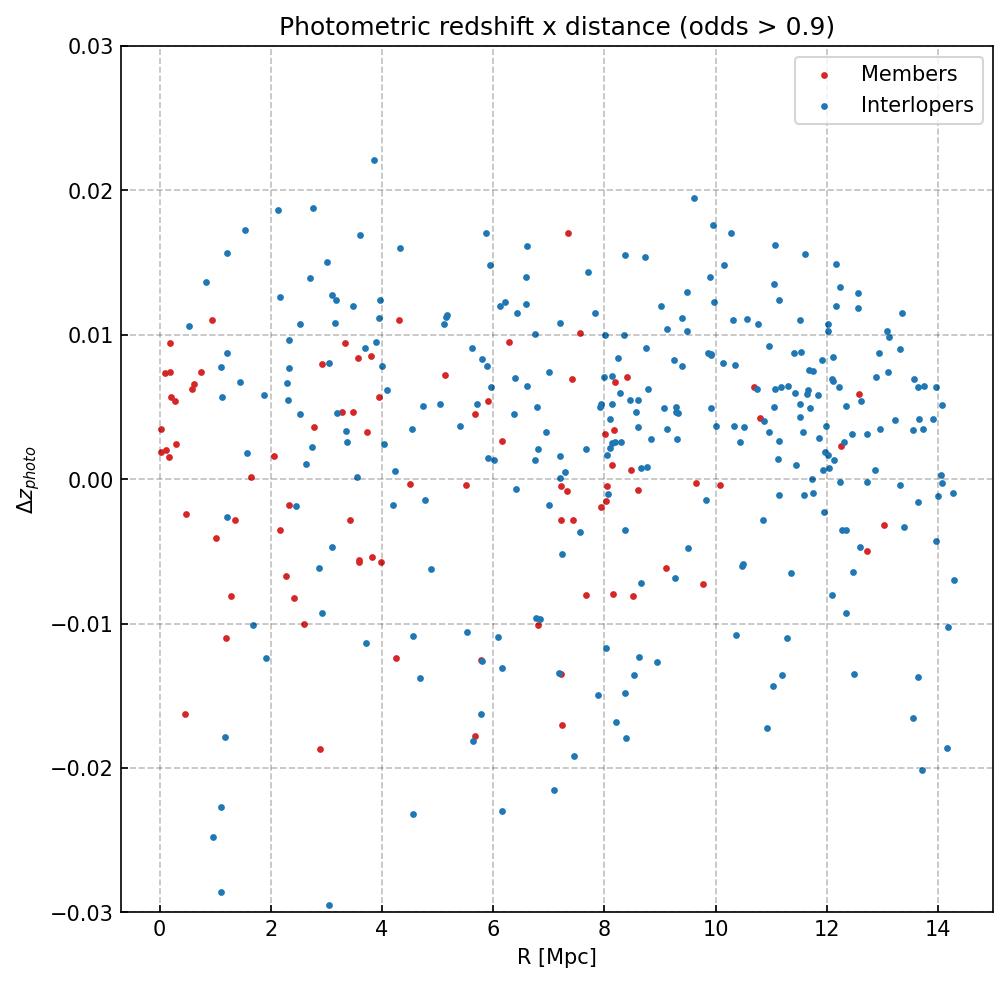 Photometric redshift x distance (odds > 0.9)
Members
Interlopers
0.03
0.02
0.01
0.00
−0.01
−0.02
−0.03
Δz_photo
0 2 4 6 8 10 12 14
R [Mpc]